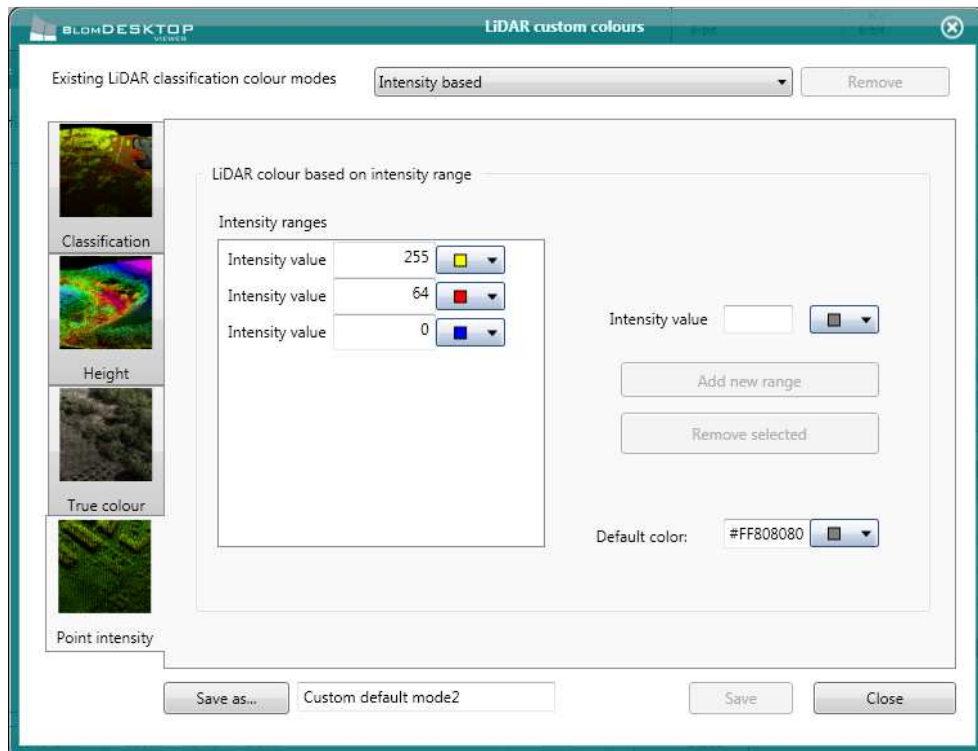 BLOMDESKTOP
VIEWER
LiDAR custom colours
Existing LiDAR classification colour modes
Intensity based
Remove
Classification
Height
True colour
Point intensity
LiDAR colour based on intensity range
Intensity ranges
Intensity value 255
Intensity value 64
Intensity value 0
Intensity value
Add new range
Remove selected
Default color: #FF808080
Save as...
Custom default mode2
Save
Close